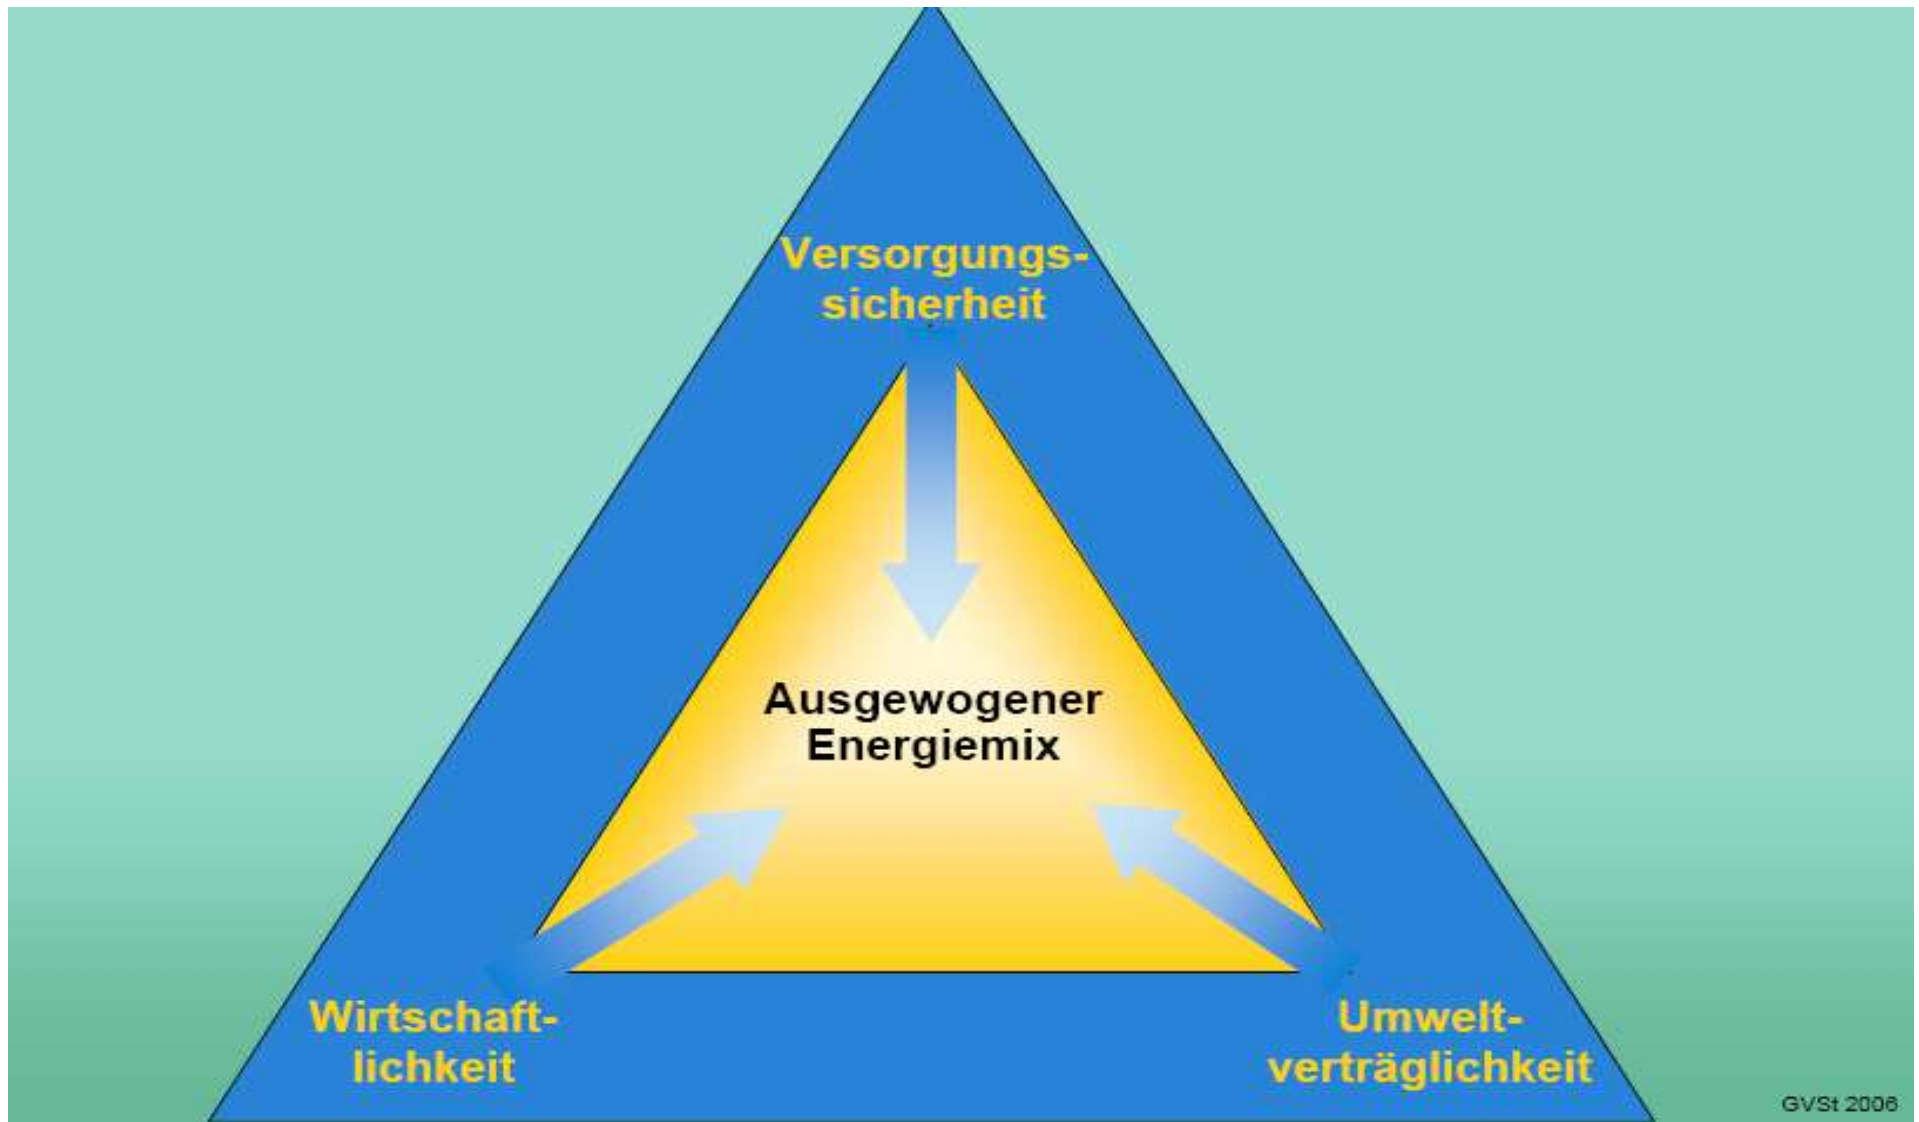 Versorgungs-
sicherheit
Ausgewogener
Energiemix
Wirtschaft-
lichkeit
Umwelt-
verträglichkeit
GVSt 2006